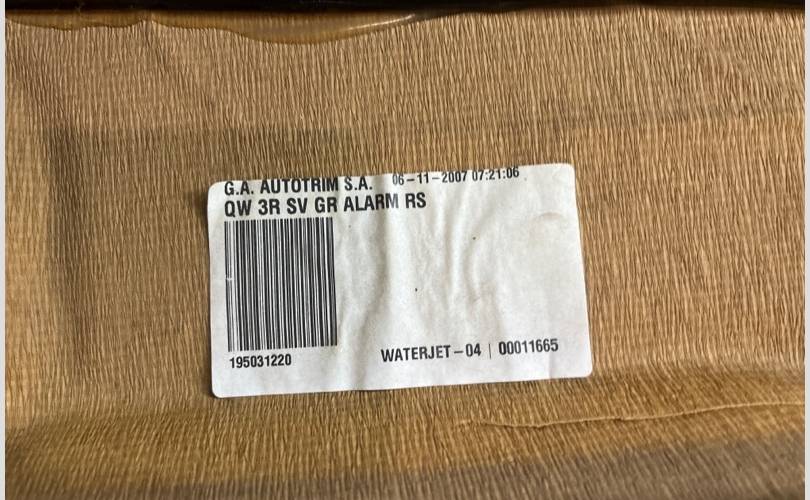 G.A. AUTOTRIM S.A. 06-11-2007 07:21:06
QW 3R SV GR ALARM RS
195031220
WATERJET-04 | 00011665